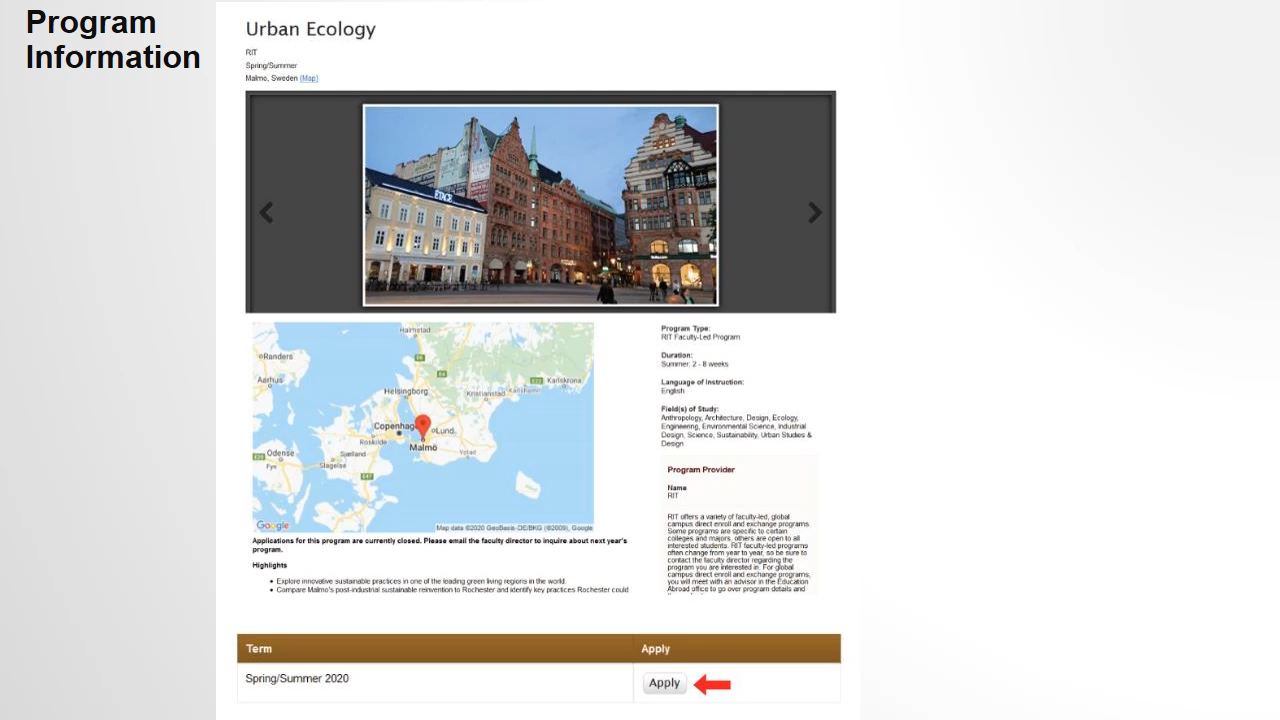 Program
Information
Urban Ecology
RIT
Spring/Summer
Malmo, Sweden (Map)
ETAGE
Halmstad
Randers
E6
Aarhus
E4
E22
Karlskrona
Helsingborg
Kristianstad
Karlshamn
Copenhag
Lund
Roskilde
Malmö
Odense
Sjælland
Ystad
E20
Fyn
Slagelse
E47
Google
Map data ©2020 GeoBasis-DE/BKG (©2009), Google
Applications for this program are currently closed. Please email the faculty director to inquire about next year's
program.
Highlights
• Explore innovative sustainable practices in one of the leading green living regions in the world.
• Compare Malmo's post-industrial sustainable reinvention to Rochester and identify key practices Rochester could
Program Type:
RIT Faculty-Led Program
Duration:
Summer: 2 - 8 weeks
Language of Instruction:
English
Field(s) of Study:
Anthropology, Architecture, Design, Ecology,
Engineering, Environmental Science, Industrial
Design, Science, Sustainability, Urban Studies &
Design
Program Provider
Name
RIT
RIT offers a variety of faculty-led, global
campus direct enroll and exchange programs.
Some programs are specific to certain
colleges and majors, others are open to all
interested students. RIT faculty-led programs
often change from year to year, so be sure to
contact the faculty director regarding the
program you are interested in. For global
campus direct enroll and exchange programs,
you will meet with an advisor in the Education
Abroad office to go over program details and
Term
Apply
Spring/Summer 2020
Apply